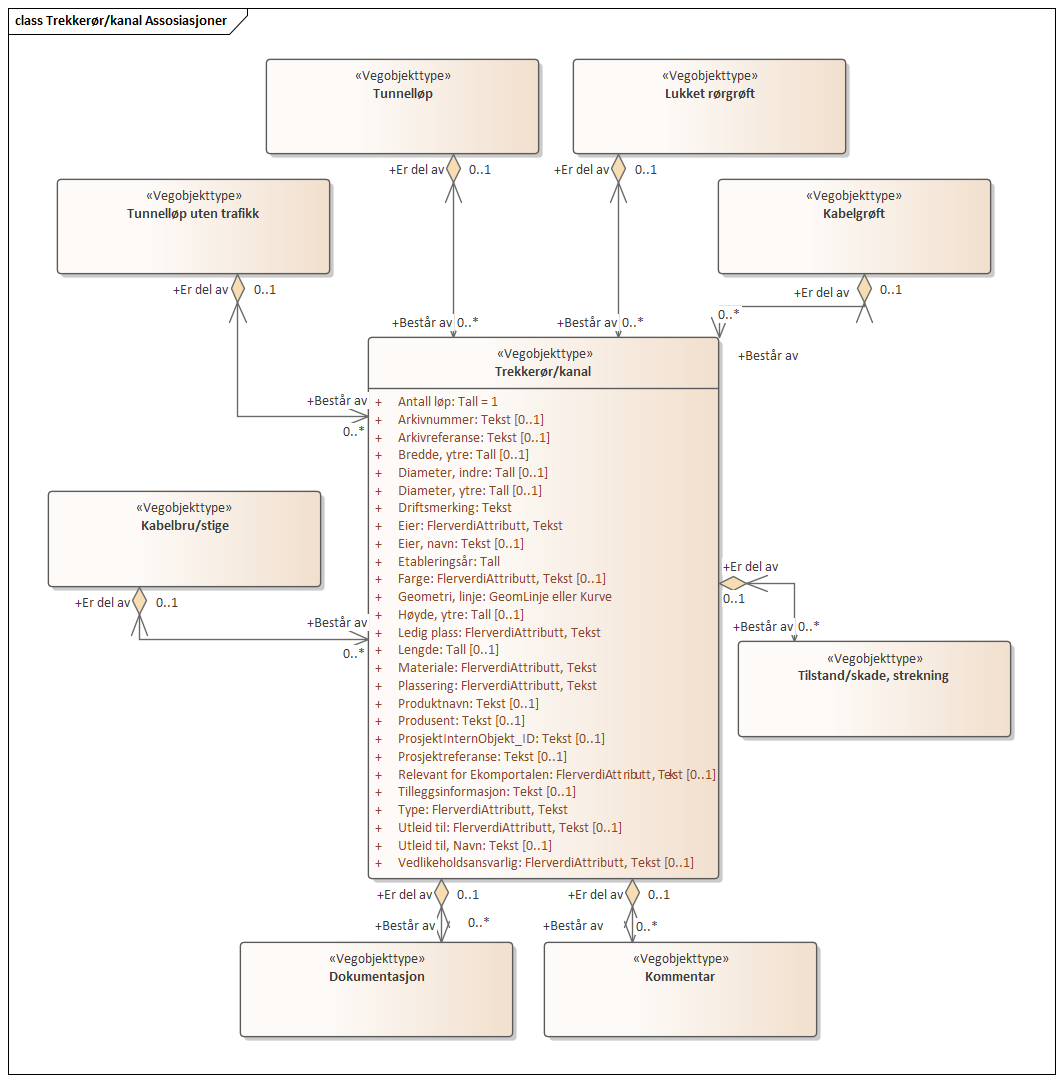 class Trekkerør/kanal Assosiasjoner
«Vegobjekttype»
Tunnelløp
«Vegobjekttype»
Lukket rørgrøft
+Er del av 0..1
+Er del av 0..1
«Vegobjekttype»
Tunnelløp uten trafikk
«Vegobjekttype»
Kabelgrøft
+Er del av 0..1
+Er del av 0..1
+Består av 0..*
+Består av 0..*
0..*
+Består av
«Vegobjekttype»
Trekkerør/kanal
+ Antall løp: Tall = 1
+ Arkivnummer: Tekst [0..1]
+ Arkivreferanse: Tekst [0..1]
+ Bredde, ytre: Tall [0..1]
+ Diameter, indre: Tall [0..1]
+ Diameter, ytre: Tall [0..1]
+ Driftsmerking: Tekst
+ Eier: FlerverdiAttributt, Tekst
+ Eier, navn: Tekst [0..1]
+ Etableringsår: Tall
+ Farge: FlerverdiAttributt, Tekst [0..1]
+ Geometri, linje: GeomLinje eller Kurve
+ Høyde, ytre: Tall [0..1]
+ Ledig plass: FlerverdiAttributt, Tekst
+ Lengde: Tall [0..1]
+ Materiale: FlerverdiAttributt, Tekst
+ Plassering: FlerverdiAttributt, Tekst
+ Produktnavn: Tekst [0..1]
+ Produsent: Tekst [0..1]
+ ProsjektInternObjekt_ID: Tekst [0..1]
+ Prosjektreferanse: Tekst [0..1]
+ Relevant for Ekomportalen: FlerverdiAttributt, Tekst [0..1]
+ Tilleggsinformasjon: Tekst [0..1]
+ Type: FlerverdiAttributt, Tekst
+ Utleid til: FlerverdiAttributt, Tekst [0..1]
+ Utleid til, Navn: Tekst [0..1]
+ Vedlikeholdsansvarlig: FlerverdiAttributt, Tekst [0..1]
+Består av
0..*
«Vegobjekttype»
Kabelbru/stige
+Er del av 0..1
+Består av
0..*
+Er del av
0..1
+Består av 0..*
«Vegobjekttype»
Tilstand/skade, strekning
+Er del av 0..1
+Består av 0..*
+Er del av 0..1
+Består av 0..*
«Vegobjekttype»
Dokumentasjon
«Vegobjekttype»
Kommentar